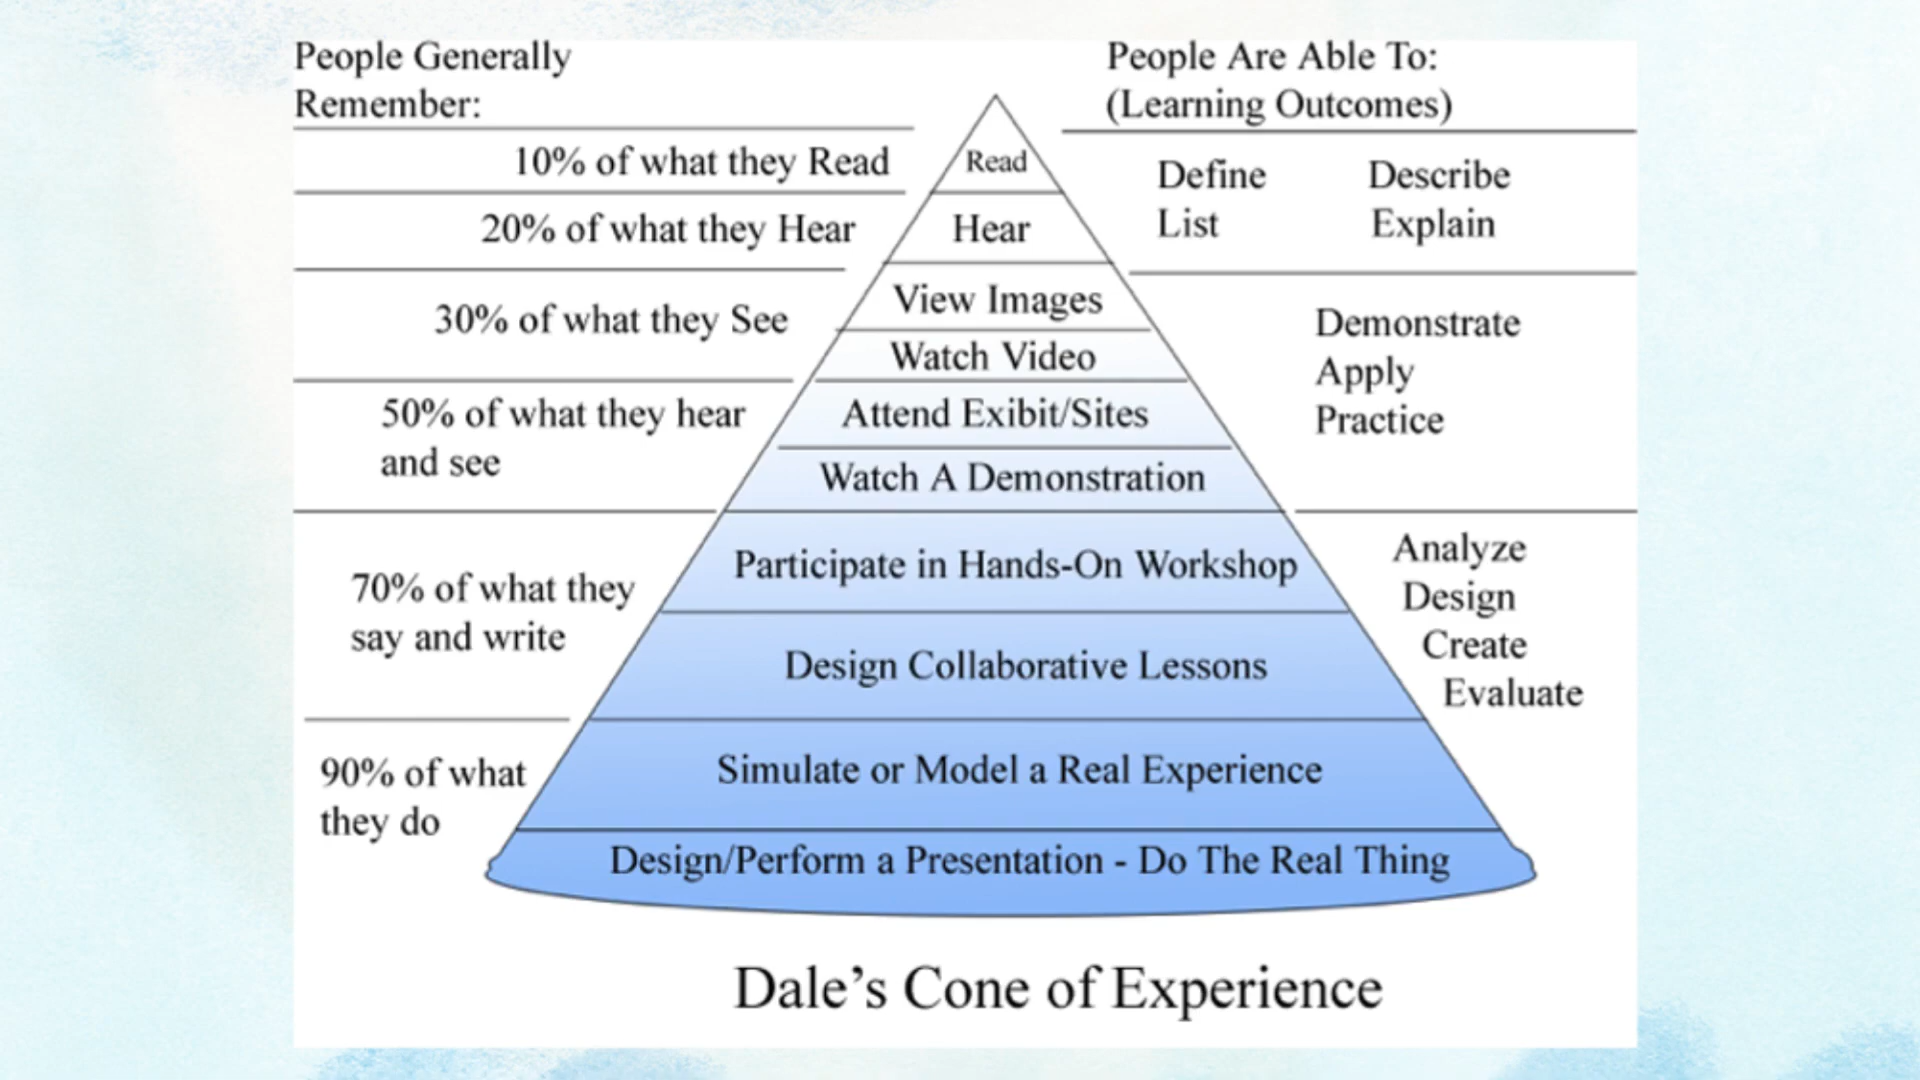 People Generally
Remember:
People Are Able To:
(Learning Outcomes)
10% of what they Read
Read
Define
Describe
List
Explain
20% of what they Hear
Hear
30% of what they See
View Images
Watch Video
Demonstrate
Apply
Practice
50% of what they hear
and see
Attend Exibit/Sites
Watch A Demonstration
70% of what they
say and write
Participate in Hands-On Workshop
Design Collaborative Lessons
Analyze
Design
Create
Evaluate
90% of what
they do
Simulate or Model a Real Experience
Design/Perform a Presentation - Do The Real Thing
Dale’s Cone of Experience